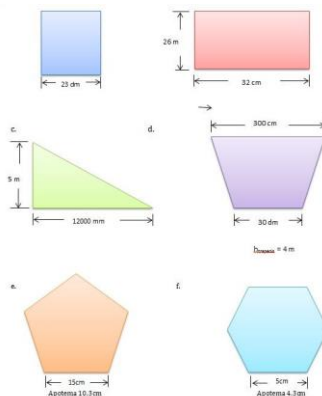 23 dm
26 m
32 cm
c.
5 m
12000 mm
d.
300 cm
30 dm
= 4 m
e.
15cm
Apotema 10.3cm
f.
5cm
Apotema 4.3cm